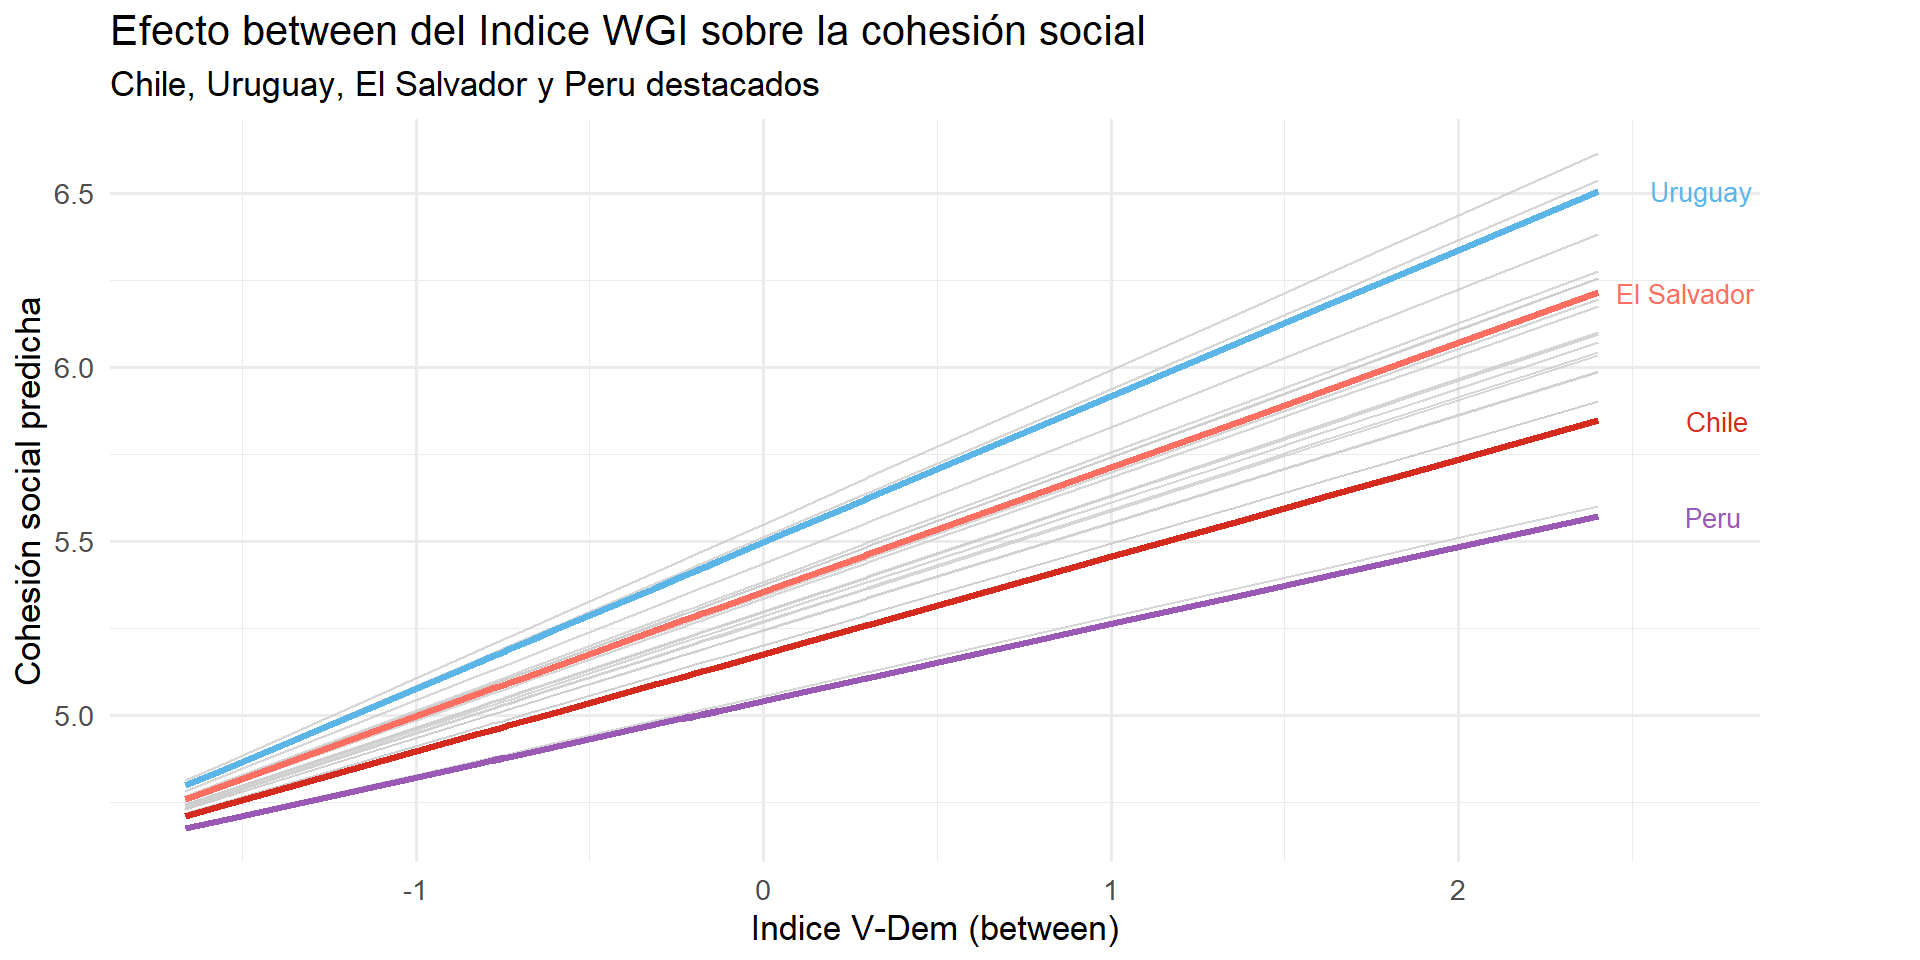 Efecto between del Indice WGI sobre la cohesión social
Chile, Uruguay, El Salvador y Peru destacados
Cohesión social predicha
6.5
6.0
5.5
5.0
Uruguay
El Salvador
Chile
Peru
-1
0
1
2
Indice V-Dem (between)